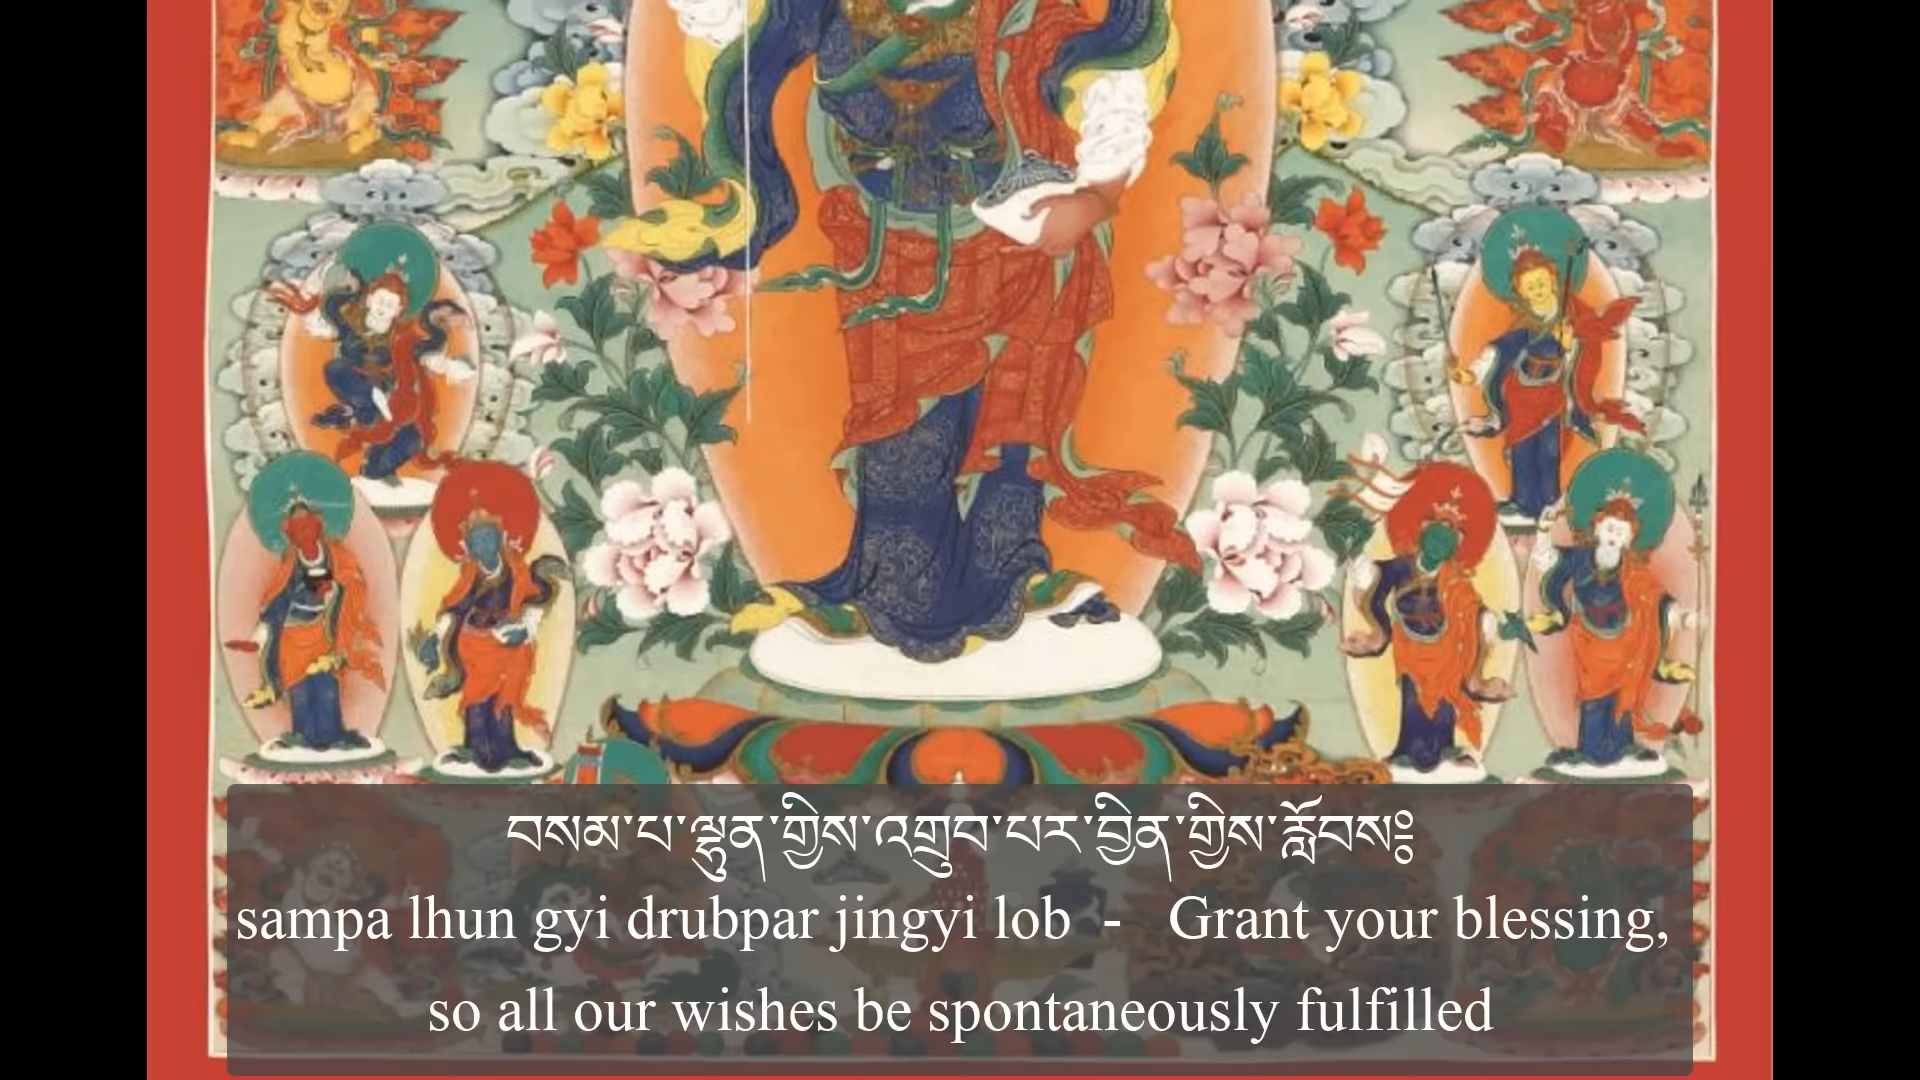 བསམ་པ་ལྷུན་གྱིས་འགྲུབ་པར་བྱིན་གྱིས་རློབས༔
sampa lhun gyi drubpar jingyi lob - Grant your blessing,
so all our wishes be spontaneously fulfilled